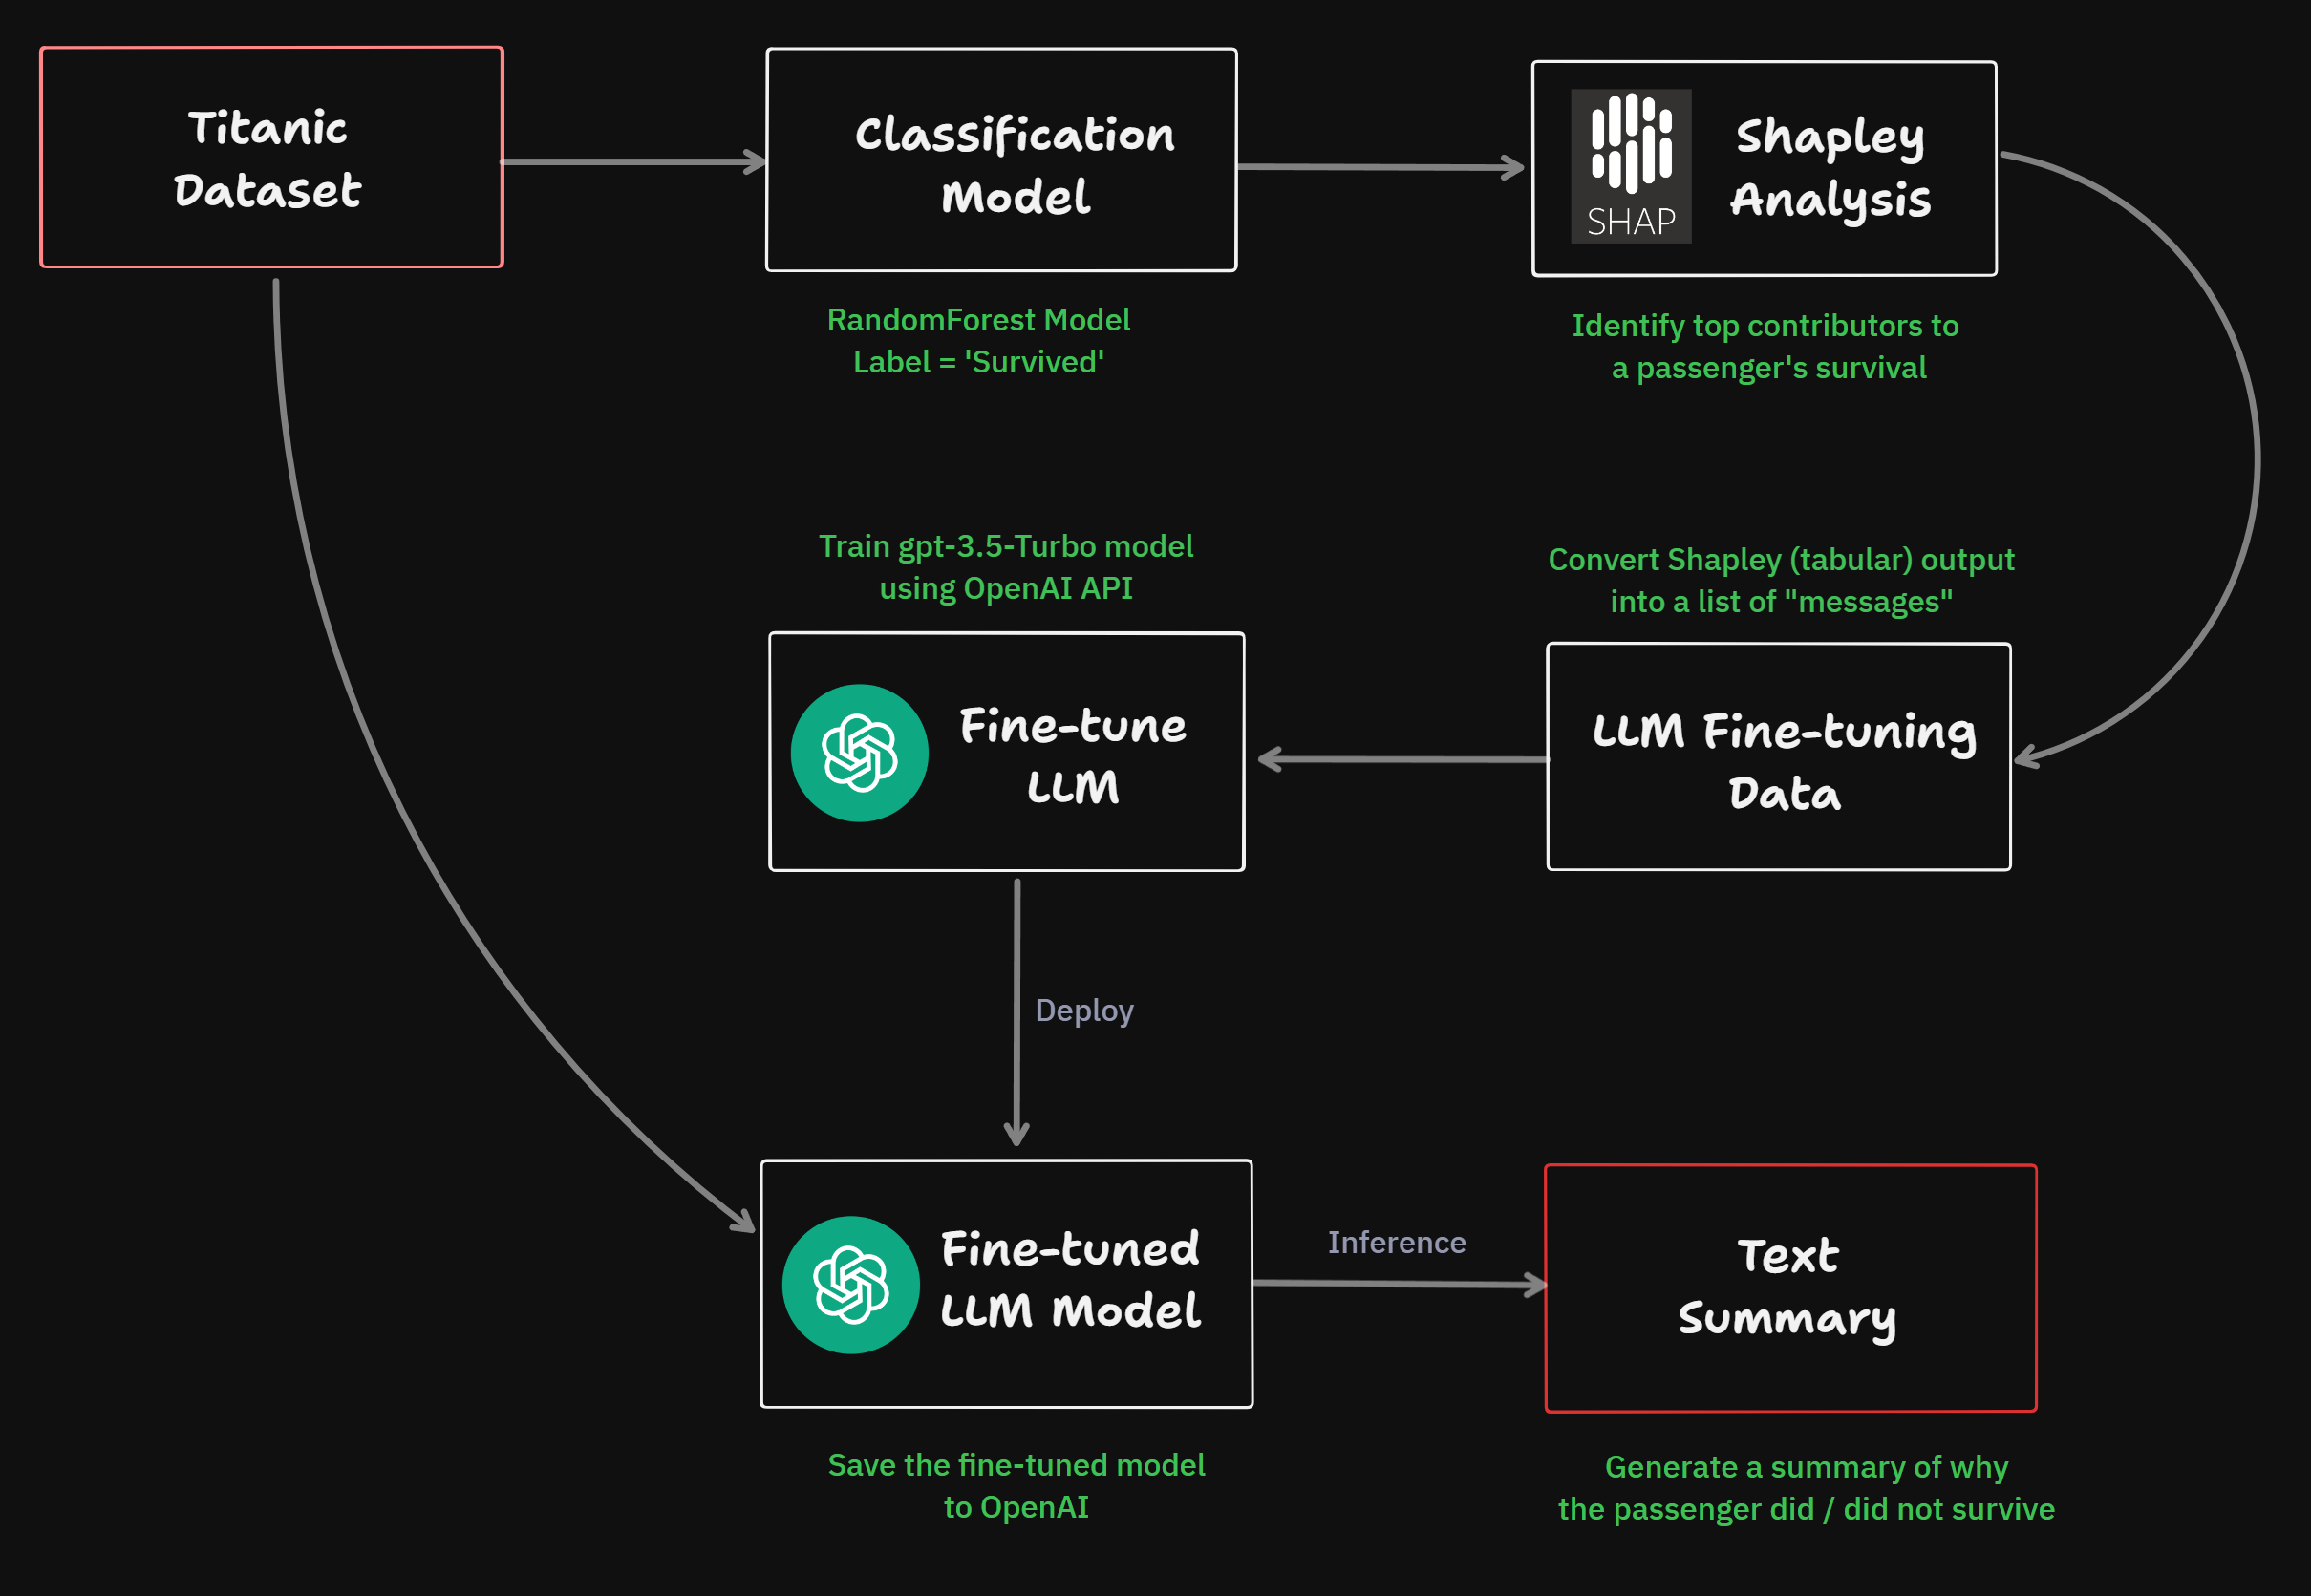 Titanic
Dataset
Classification
Model
SHAP
Shapley
Analysis
RandomForest Model
Label = 'Survived'
Identify top contributors to
a passenger's survival
Train gpt-3.5-Turbo model
using OpenAI API
Convert Shapley (tabular) output
into a list of "messages"
Fine-tune
LLM
LLM Fine-tuning
Data
Deploy
Fine-tuned
LLM Model
Inference
Text
Summary
Save the fine-tuned model
to OpenAI
Generate a summary of why
the passenger did / did not survive